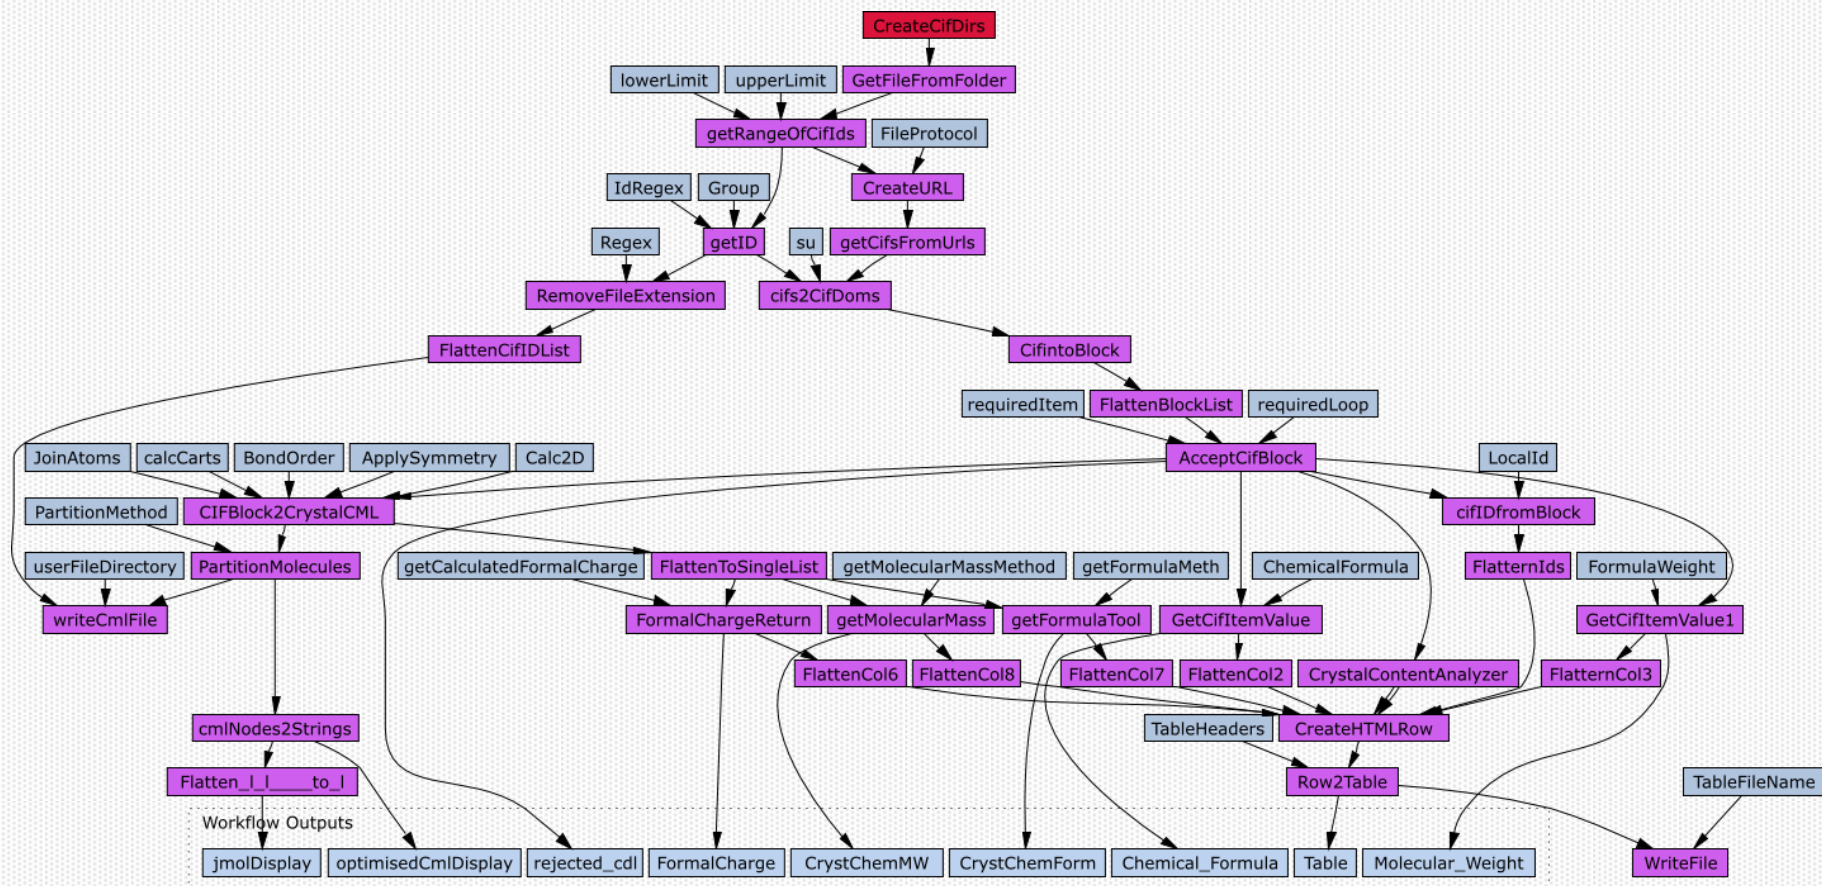 CreateCifDirs
lowerLimit
upperLimit
GetFileFromFolder
getRangeOfCifIds
FileProtocol
IdRegex
Group
CreateURL
Regex
getID
su
getCifsFromUrls
RemoveFileExtension
cifs2CifDoms
FlattenCifIDList
CifintoBlock
requiredItem
FlattenBlockList
requiredLoop
JoinAtoms
calcCarts
BondOrder
ApplySymmetry
Calc2D
AcceptCifBlock
LocalId
PartitionMethod
CIFBlock2CrystalCML
cifIDfromBlock
userFileDirectory
PartitionMolecules
getCalculatedFormalCharge
FlattenToSingleList
getMolecularMassMethod
getFormulaMeth
ChemicalFormula
FlatternIds
FormulaWeight
writeCmlFile
FormalChargeReturn
getMolecularMass
getFormulaTool
GetCifItemValue
GetCifItemValue1
FlattenCol6
FlattenCol8
FlattenCol7
FlattenCol2
CrystalContentAnalyzer
FlatternCol3
cmlNodes2Strings
TableHeaders
CreateHTMLRow
Flatten_l_l_____to_l
Row2Table
TableFileName
Workflow Outputs
jmolDisplay
optimisedCmlDisplay
rejected_cdl
FormalCharge
CrystChemMW
CrystChemForm
Chemical_Formula
Table
Molecular_Weight
WriteFile